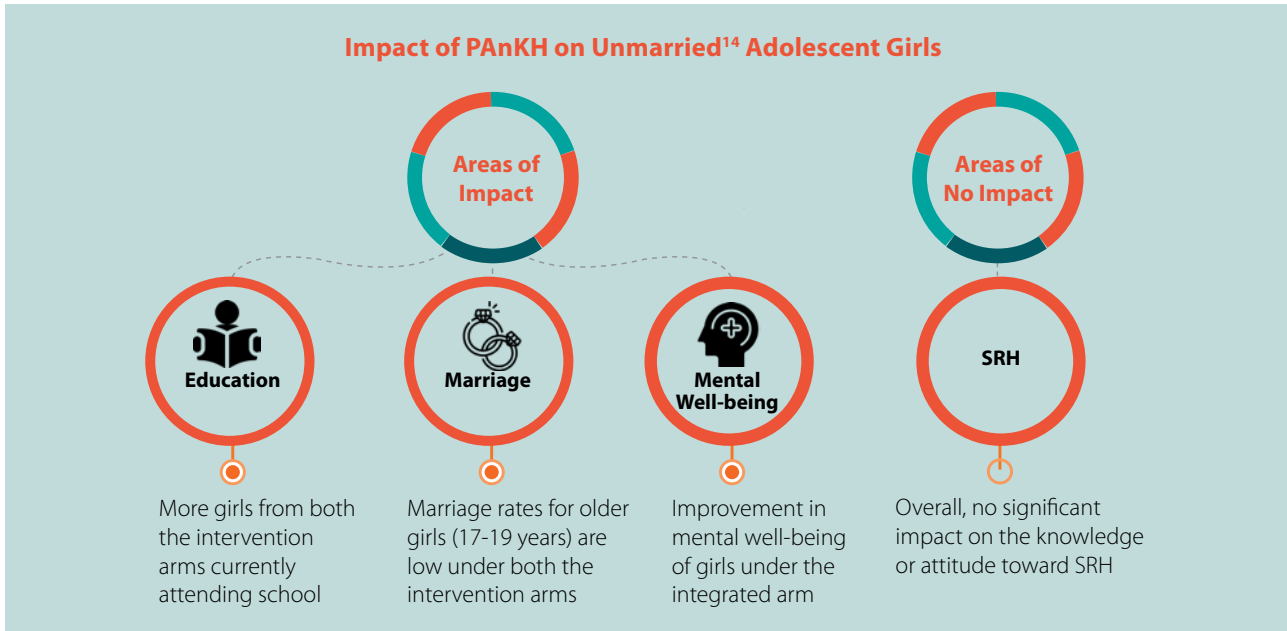 Impact of PAnKH on Unmarried¹⁴ Adolescent Girls
Areas of
Impact
Areas of
No Impact
Education
Marriage
Mental
Well-being
SRH
More girls from both
the intervention
arms currently
attending school
Marriage rates for older
girls (17-19 years) are
low under both the
intervention arms
Improvement in
mental well-being
of girls under the
integrated arm
Overall, no significant
impact on the knowledge
or attitude toward SRH